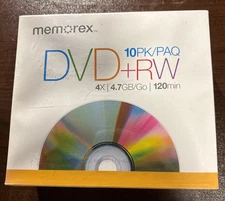 memorex
10PK/PAQ
DVD+RW
4X | 4.7GB/Go | 120min